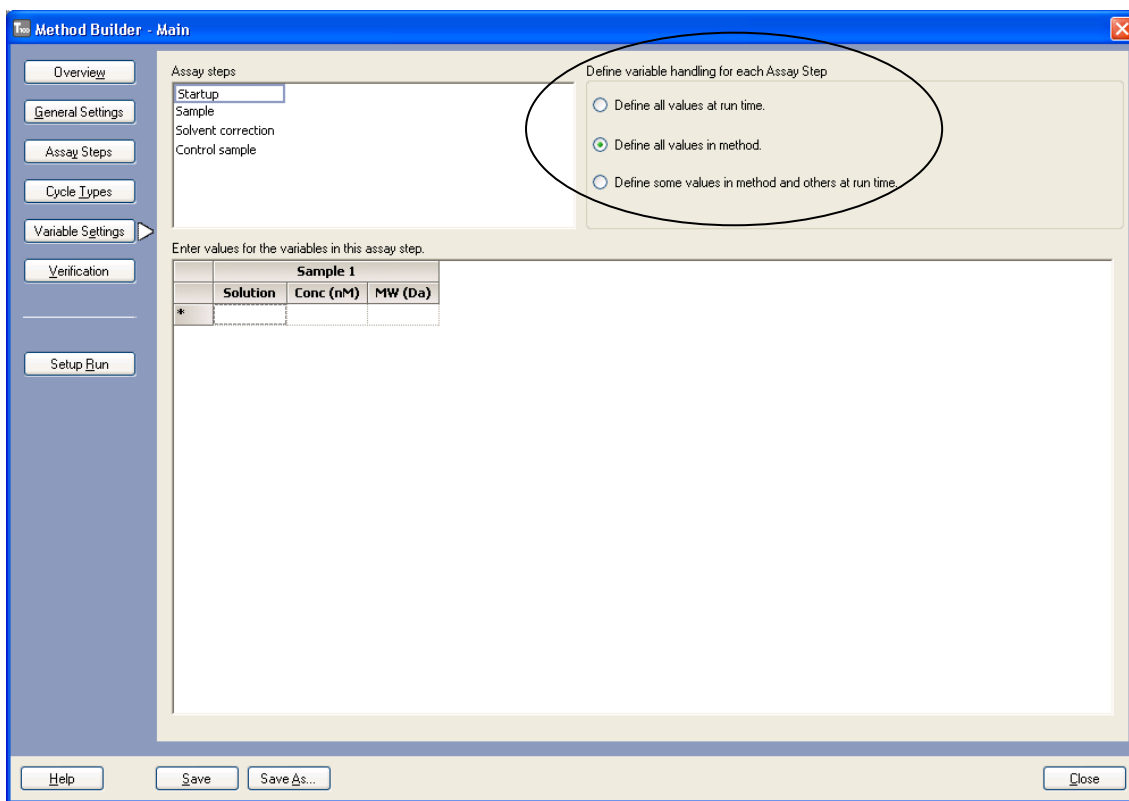 T100 Method Builder - Main
Overview
General Settings
Assay Steps
Cycle Types
Variable Settings
Verification
Setup Run
Assay steps
Startup
Sample
Solvent correction
Control sample
Define variable handling for each Assay Step
Define all values at run time.
Define all values in method.
Define some values in method and others at run time.
Enter values for the variables in this assay step.
Sample 1
Solution Conc (nM) MW (Da)
*
Help Save Save As... Close